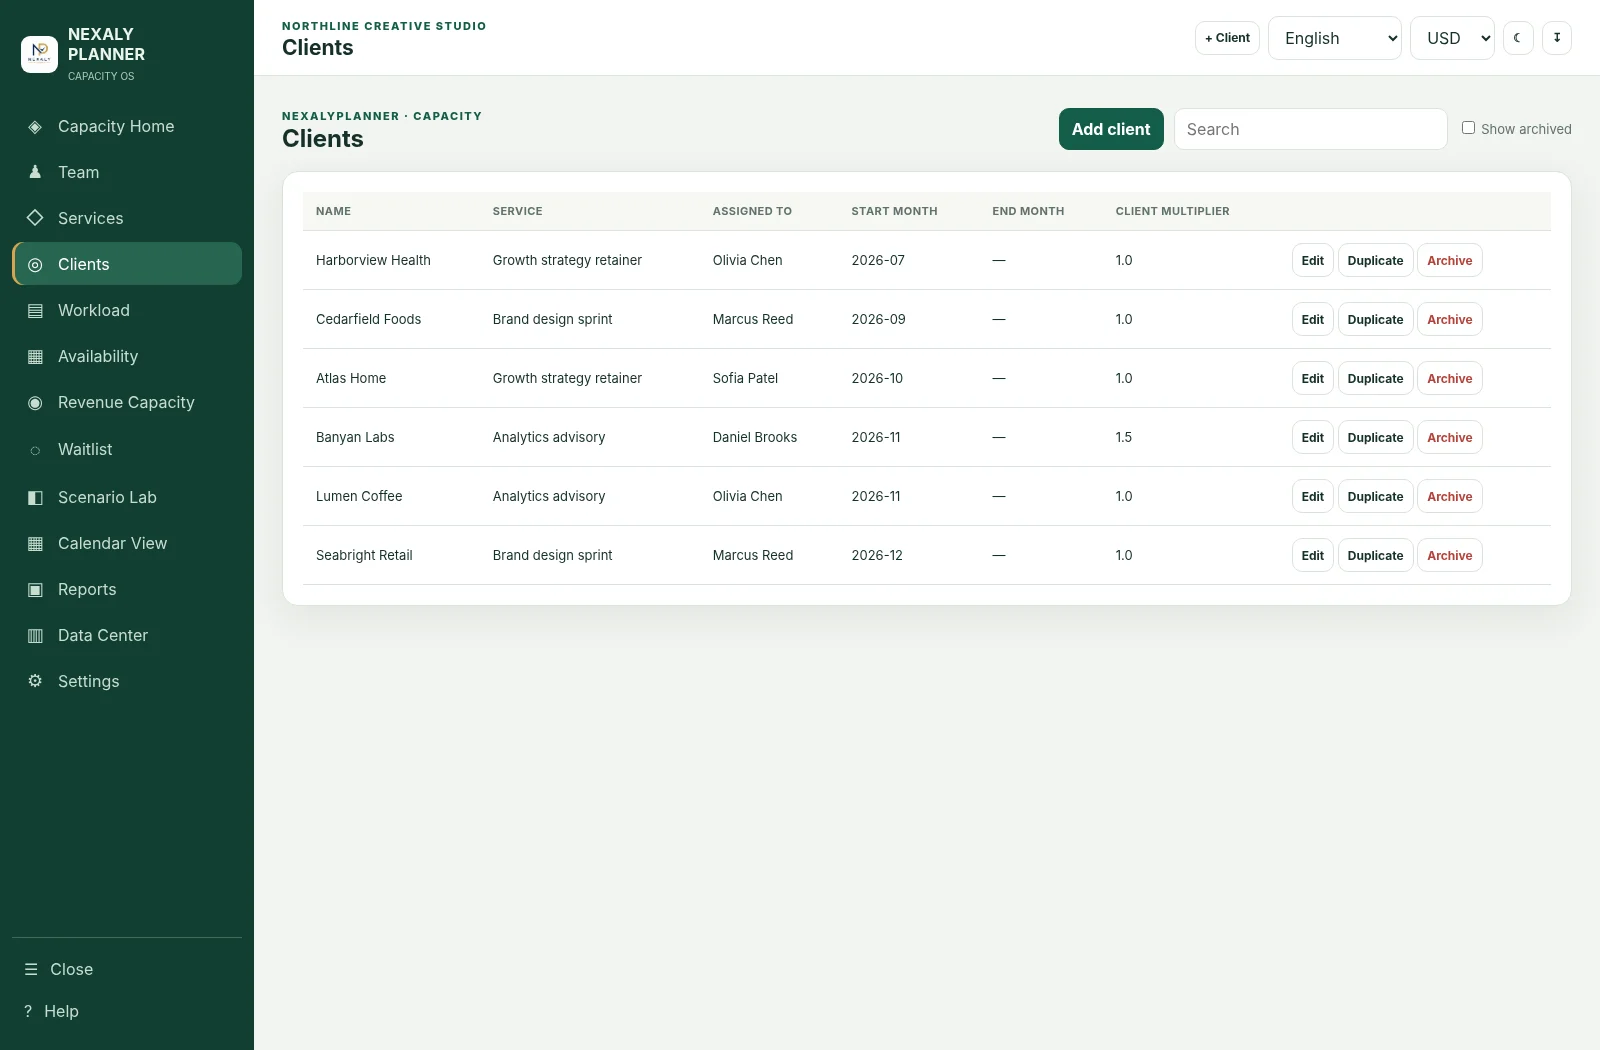 NEXALY
PLANNER
CAPACITY OS
Capacity Home
Team
Services
Clients
Workload
Availability
Revenue Capacity
Waitlist
Scenario Lab
Calendar View
Reports
Data Center
Settings
Close
? Help
NORTHLINE CREATIVE STUDIO
Clients
+ Client
English
USD
NEXALYPLANNER · CAPACITY
Clients
Add client
Search
Show archived
NAME SERVICE ASSIGNED TO START MONTH END MONTH CLIENT MULTIPLIER
Harborview Health Growth strategy retainer Olivia Chen 2026-07 — 1.0 Edit Duplicate Archive
Cedarfield Foods Brand design sprint Marcus Reed 2026-09 — 1.0 Edit Duplicate Archive
Atlas Home Growth strategy retainer Sofia Patel 2026-10 — 1.0 Edit Duplicate Archive
Banyan Labs Analytics advisory Daniel Brooks 2026-11 — 1.5 Edit Duplicate Archive
Lumen Coffee Analytics advisory Olivia Chen 2026-11 — 1.0 Edit Duplicate Archive
Seabright Retail Brand design sprint Marcus Reed 2026-12 — 1.0 Edit Duplicate Archive